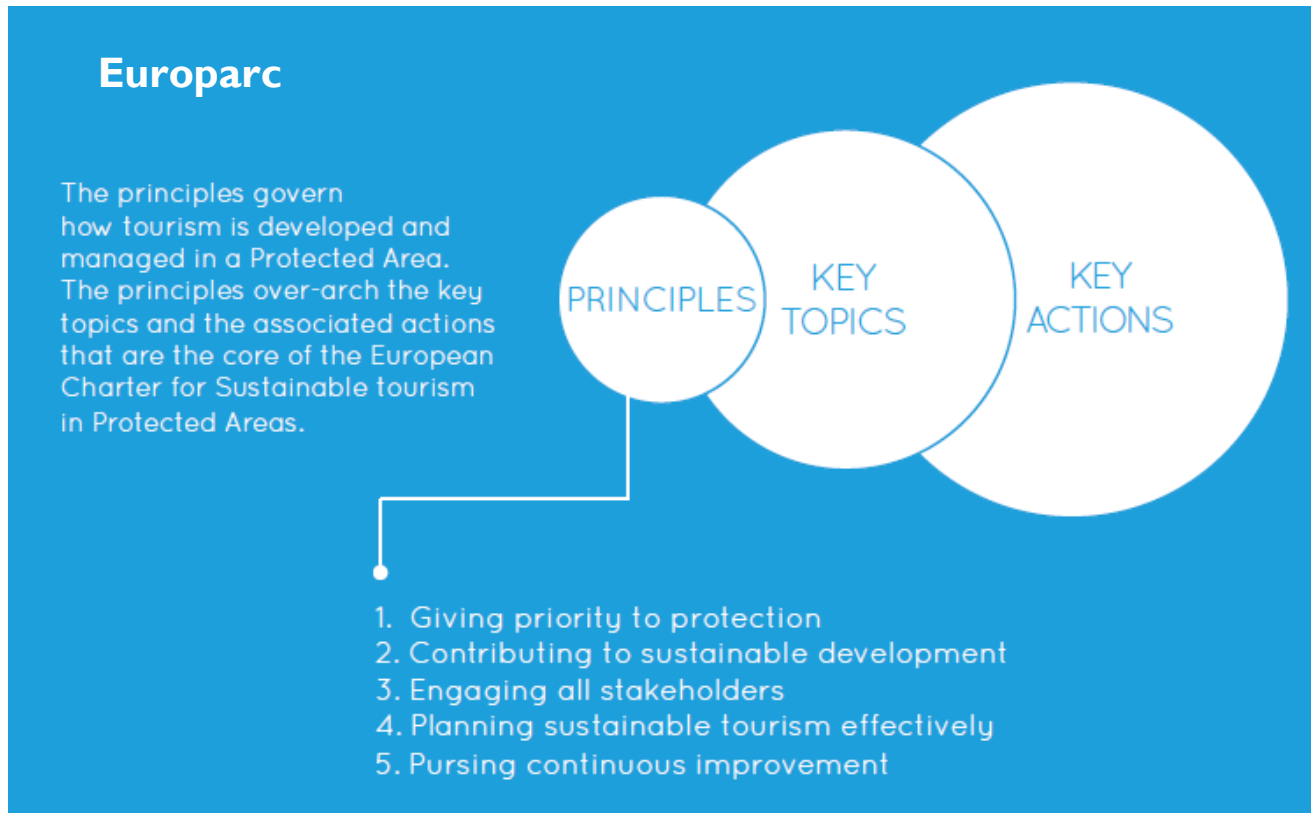 Europarc
The principles govern
how tourism is developed and
managed in a Protected Area.
The principles over-arch the key
topics and the associated actions
that are the core of the European
Charter for Sustainable tourism
in Protected Areas.
PRINCIPLES
KEY
TOPICS
KEY
ACTIONS
1. Giving priority to protection
2. Contributing to sustainable development
3. Engaging all stakeholders
4. Planning sustainable tourism effectively
5. Pursing continuous improvement